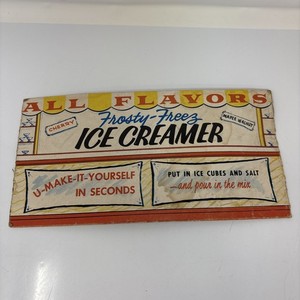 ALL FLAVORS
CHERRY
Frosty-Freez
MAPLE WALNUT
ICE CREAMER
U-MAKE-IT-YOURSELF
IN SECONDS
PUT IN ICE CUBES AND SALT
—and pour in the mix